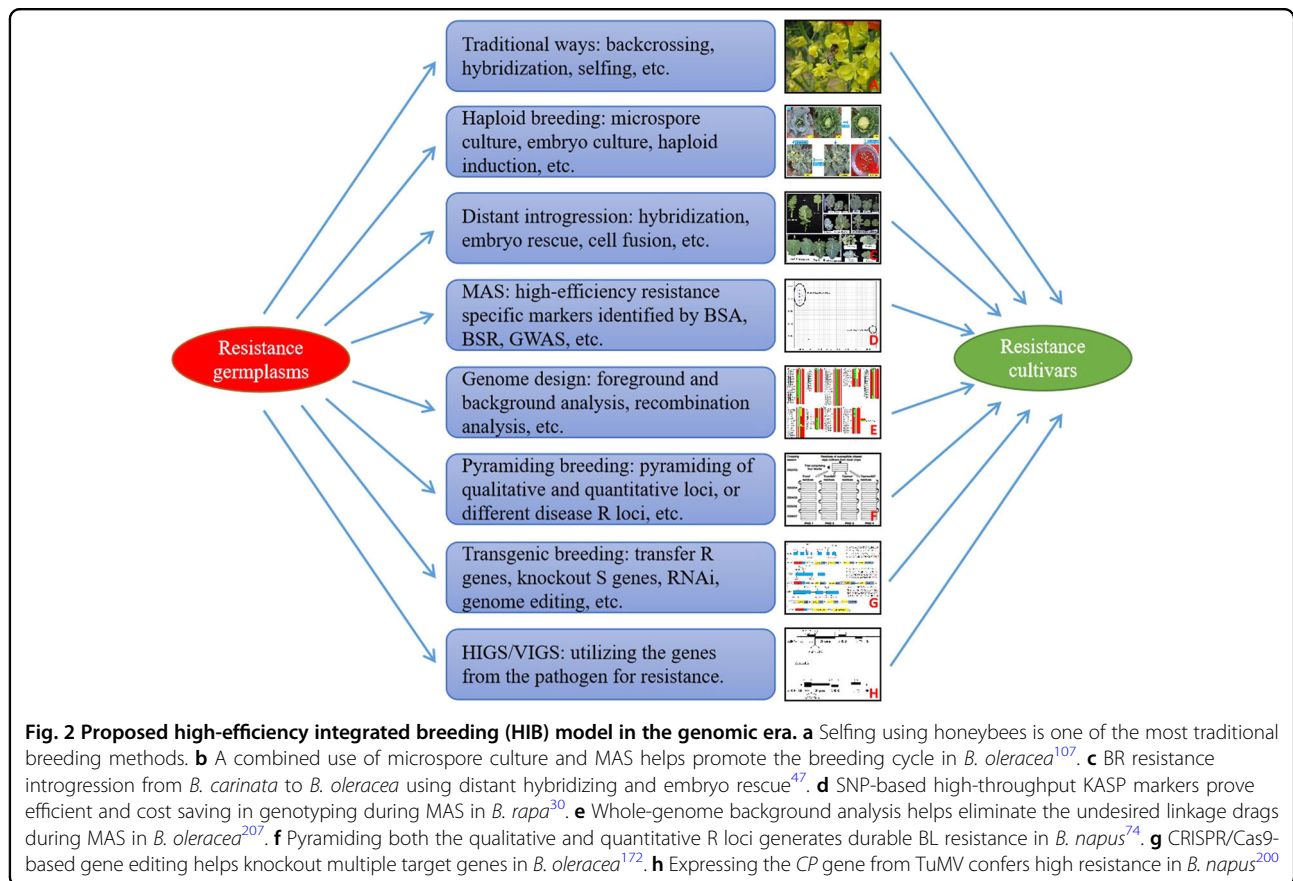 Traditional ways: backcrossing,
hybridization, selfing, etc.
A
Haploid breeding: microspore
culture, embryo culture, haploid
induction, etc.
Distant introgression: hybridization,
embryo rescue, cell fusion, etc.
C
MAS: high-efficiency resistance
specific markers identified by BSA,
BSR, GWAS, etc.
D
Resistance
germplasms
Resistance
cultivars
Genome design: foreground and
background analysis, recombination
analysis, etc.
E
Pyramiding breeding: pyramiding of
qualitative and quantitative loci, or
different disease R loci, etc.
F
Transgenic breeding: transfer R
genes, knockout S genes, RNAi,
genome editing, etc.
G
HIGS/VIGS: utilizing the genes
from the pathogen for resistance.
H
Fig. 2 Proposed high-efficiency integrated breeding (HIB) model in the genomic era. a Selfing using honeybees is one of the most traditional
breeding methods. b A combined use of microspore culture and MAS helps promote the breeding cycle in B. oleracea107. c BR resistance
introgression from B. carinata to B. oleracea using distant hybridizing and embryo rescue47. d SNP-based high-throughput KASP markers prove
efficient and cost saving in genotyping during MAS in B. rapa30. e Whole-genome background analysis helps eliminate the undesired linkage drags
during MAS in B. oleracea207. f Pyramiding both the qualitative and quantitative R loci generates durable BL resistance in B. napus74. g CRISPR/Cas9-
based gene editing helps knockout multiple target genes in B. oleracea172. h Expressing the CP gene from TuMV confers high resistance in B. napus200